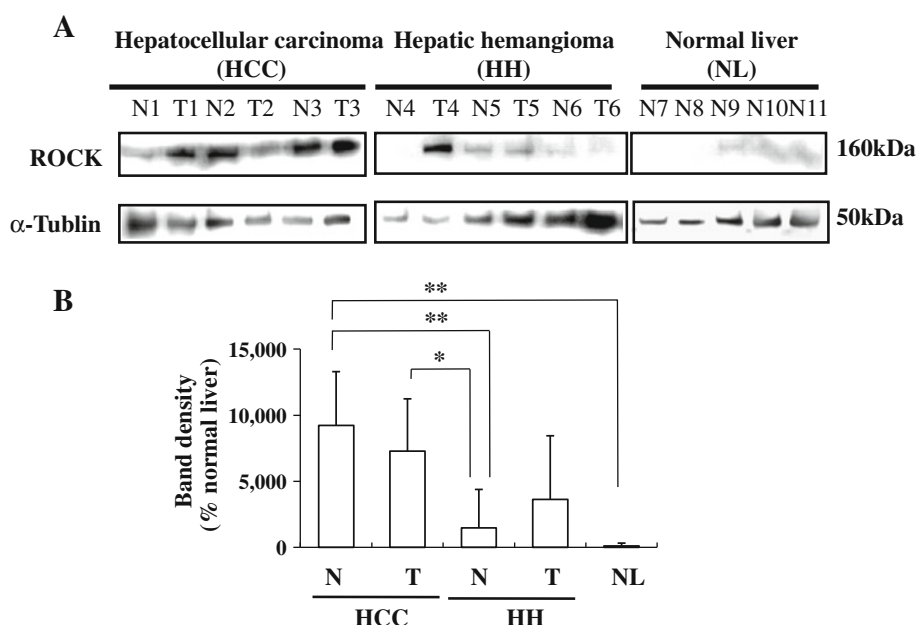 A
Hepatocellular carcinoma (HCC)
Hepatic hemangioma (HH)
Normal liver (NL)
N1 T1 N2 T2 N3 T3
N4 T4 N5 T5 N6 T6
N7 N8 N9 N10 N11
ROCK
160kDa
α-Tublin
50kDa
B
**
**
*
15,000
10,000
5,000
0
Band density
(% normal liver)
N T N T NL
HCC HH